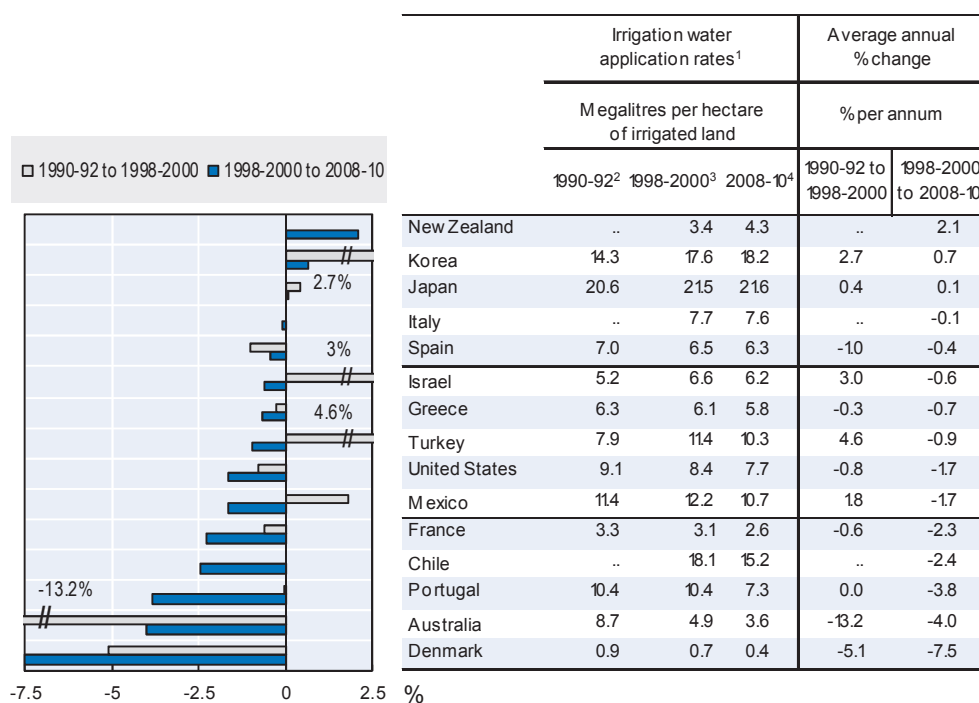 Irrigation water application rates¹
Average annual % change
Megalitres per hectare of irrigated land
% per annum
1990-92 to 1998-2000 1998-2000 to 2008-10
1990-92² 1998-2000³ 2008-10⁴ 1990-92 to 1998-2000 1998-2000 to 2008-10
New Zealand .. 3.4 4.3 .. 2.1
Korea 14.3 17.6 18.2 2.7 0.7
Japan 20.6 21.5 21.6 0.4 0.1
Italy .. 7.7 7.6 .. -0.1
Spain 7.0 6.5 6.3 -1.0 -0.4
Israel 5.2 6.6 6.2 3.0 -0.6
Greece 6.3 6.1 5.8 -0.3 -0.7
Turkey 7.9 11.4 10.3 4.6 -0.9
United States 9.1 8.4 7.7 -0.8 -1.7
Mexico 11.4 12.2 10.7 1.8 -1.7
France 3.3 3.1 2.6 -0.6 -2.3
Chile .. 18.1 15.2 -2.4
Portugal 10.4 10.4 7.3 0.0 -3.8
Australia 8.7 4.9 3.6 -13.2 -4.0
Denmark 0.9 0.7 0.4 -5.1 -7.5
2.7%
3%
4.6%
-13.2%
-7.5 -5 -2.5 0 2.5 %